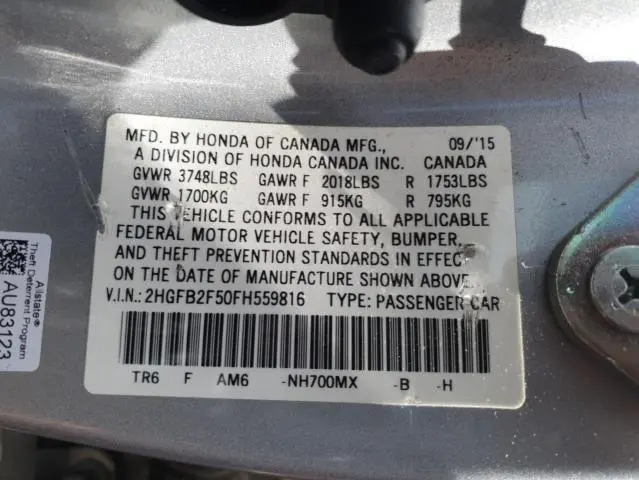 MFD. BY HONDA OF CANADA MFG., 09/'15
A DIVISION OF HONDA CANADA INC. CANADA
GVWR 3748LBS GAWR F 2018LBS R 1753LBS
GVWR 1700KG GAWR F 915KG R 795KG
THIS VEHICLE CONFORMS TO ALL APPLICABLE
FEDERAL MOTOR VEHICLE SAFETY, BUMPER,
AND THEFT PREVENTION STANDARDS IN EFFECT
ON THE DATE OF MANUFACTURE SHOWN ABOVE.
V.I.N.: 2HGFB2F50FH559816 TYPE: PASSENGER CAR
TR6 F AM6 -NH700MX -B -H
Allstate®
Theft Deterrent Program
AU83123